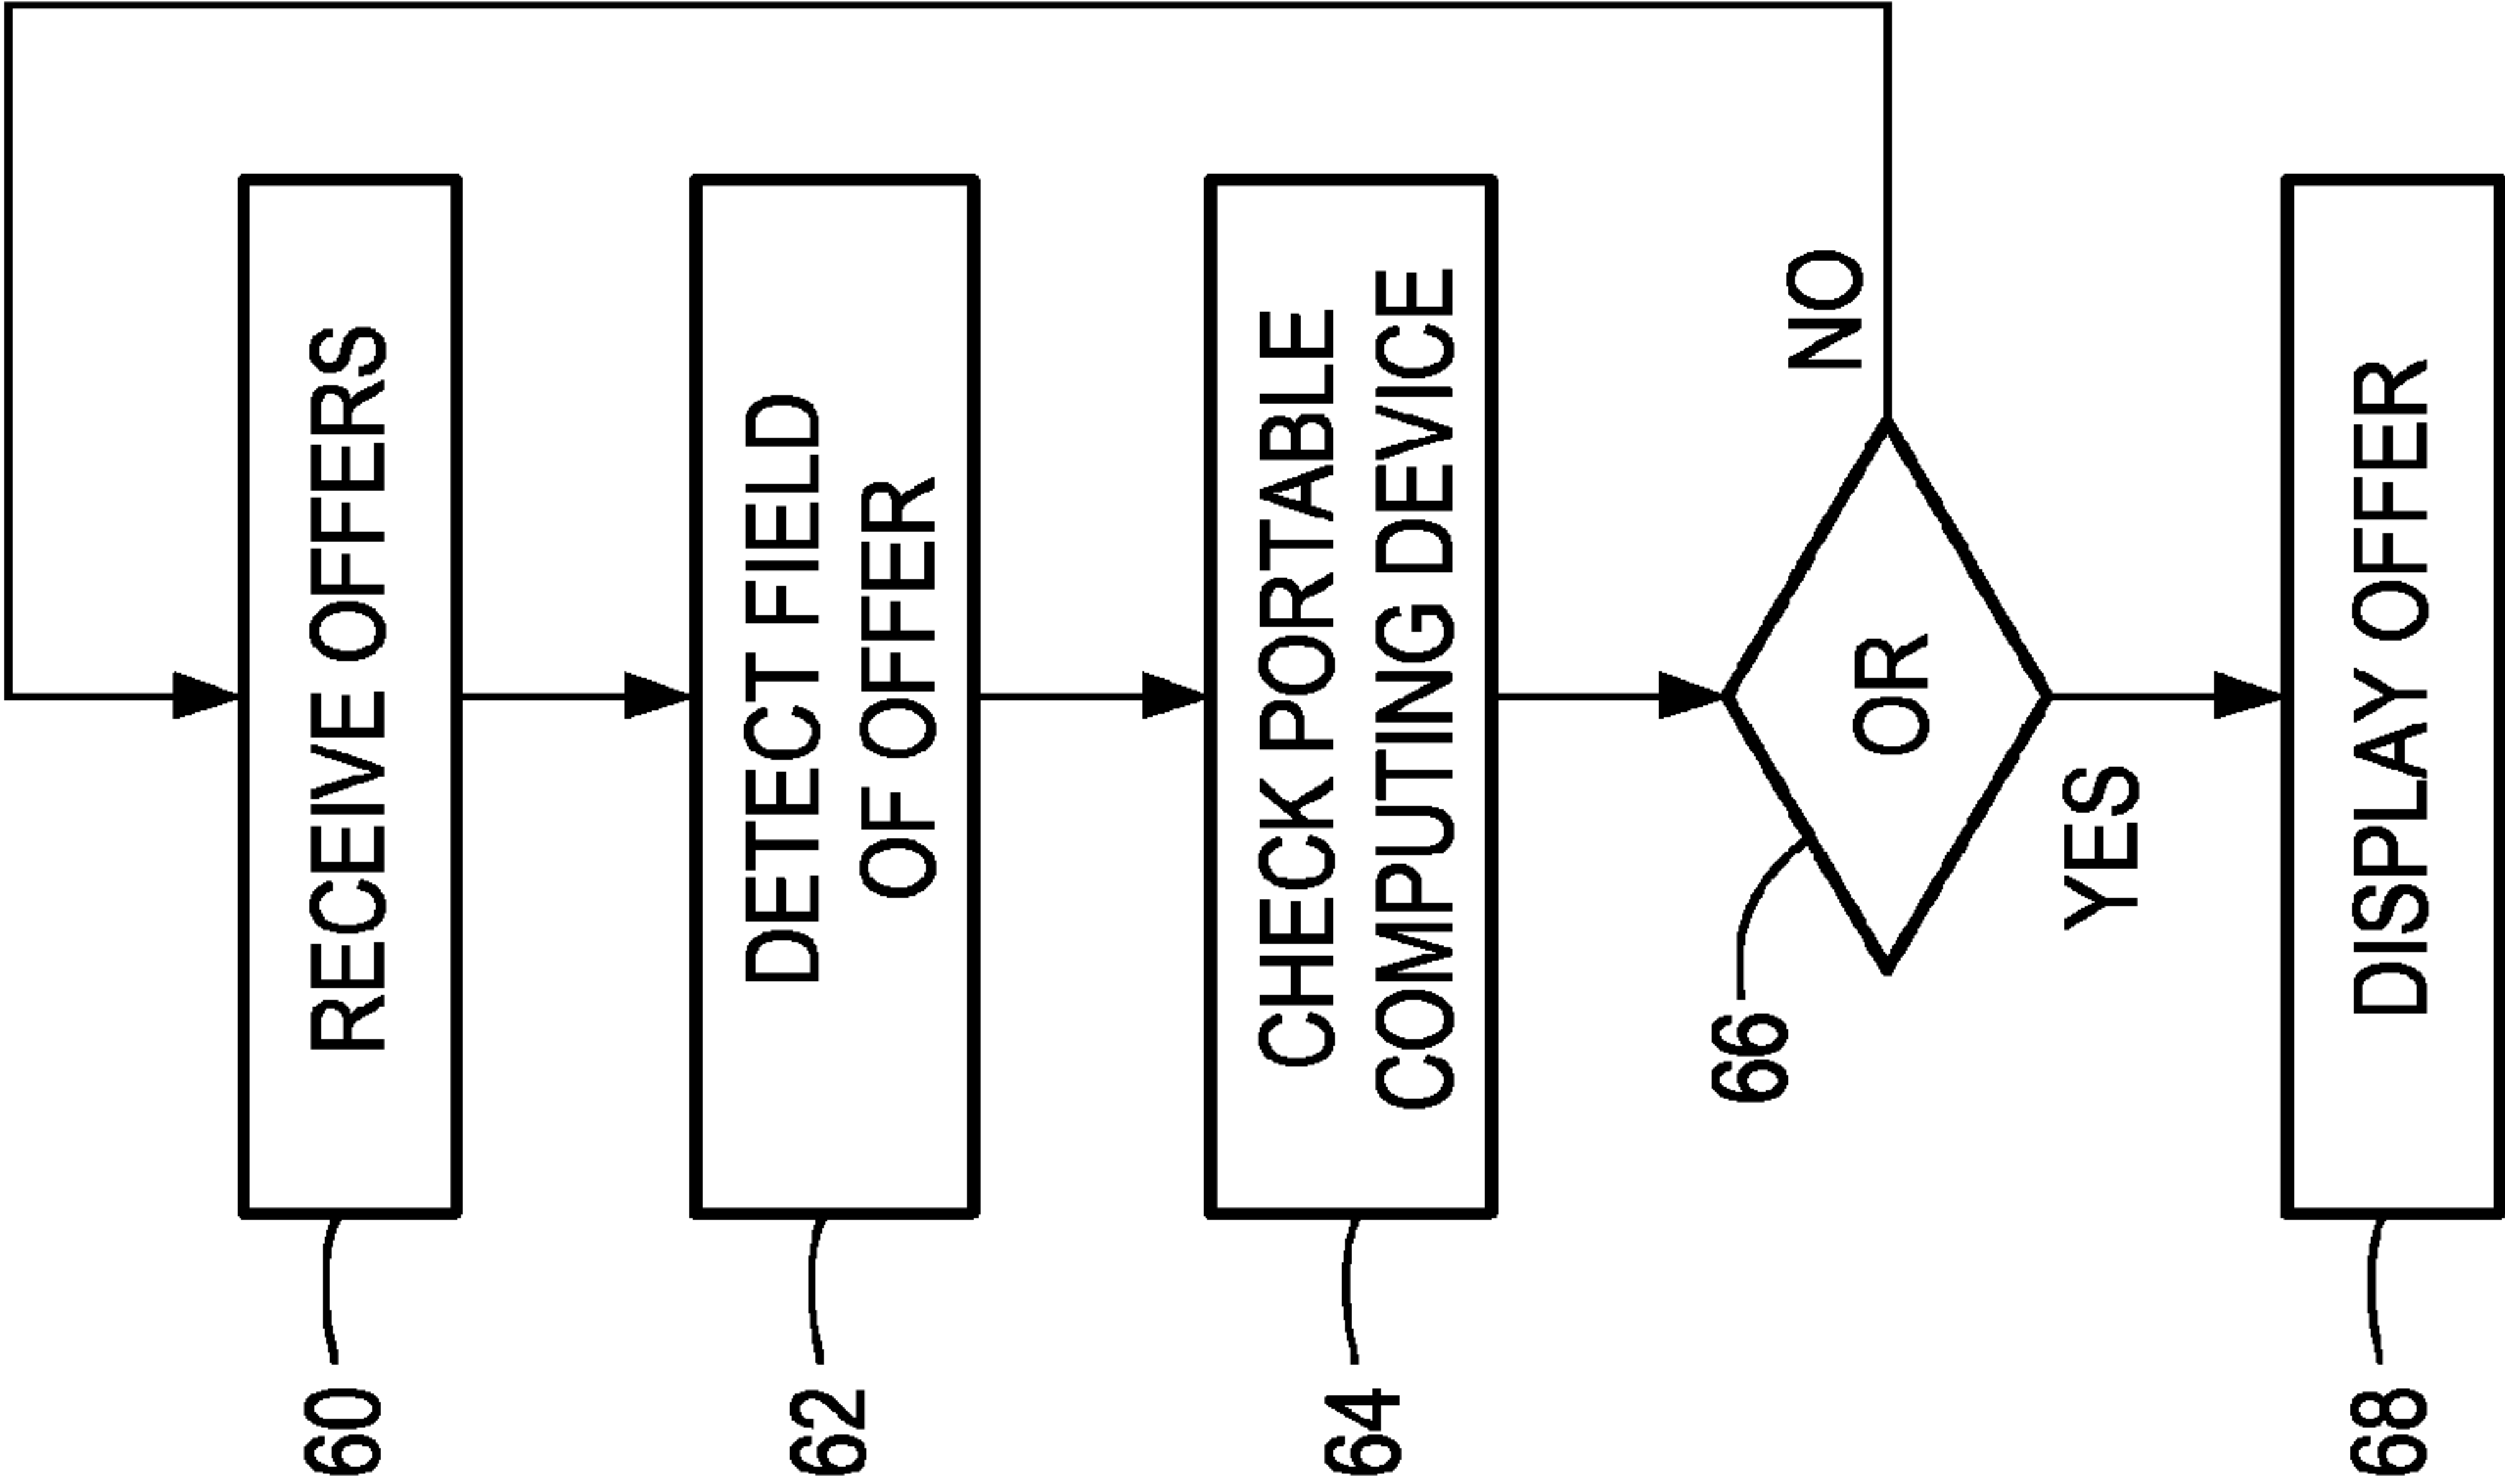 60
RECEIVE OFFERS
62
DETECT FIELD
OF OFFER
64
CHECK PORTABLE
COMPUTING DEVICE
66
OR
NO
YES
68
DISPLAY OFFER